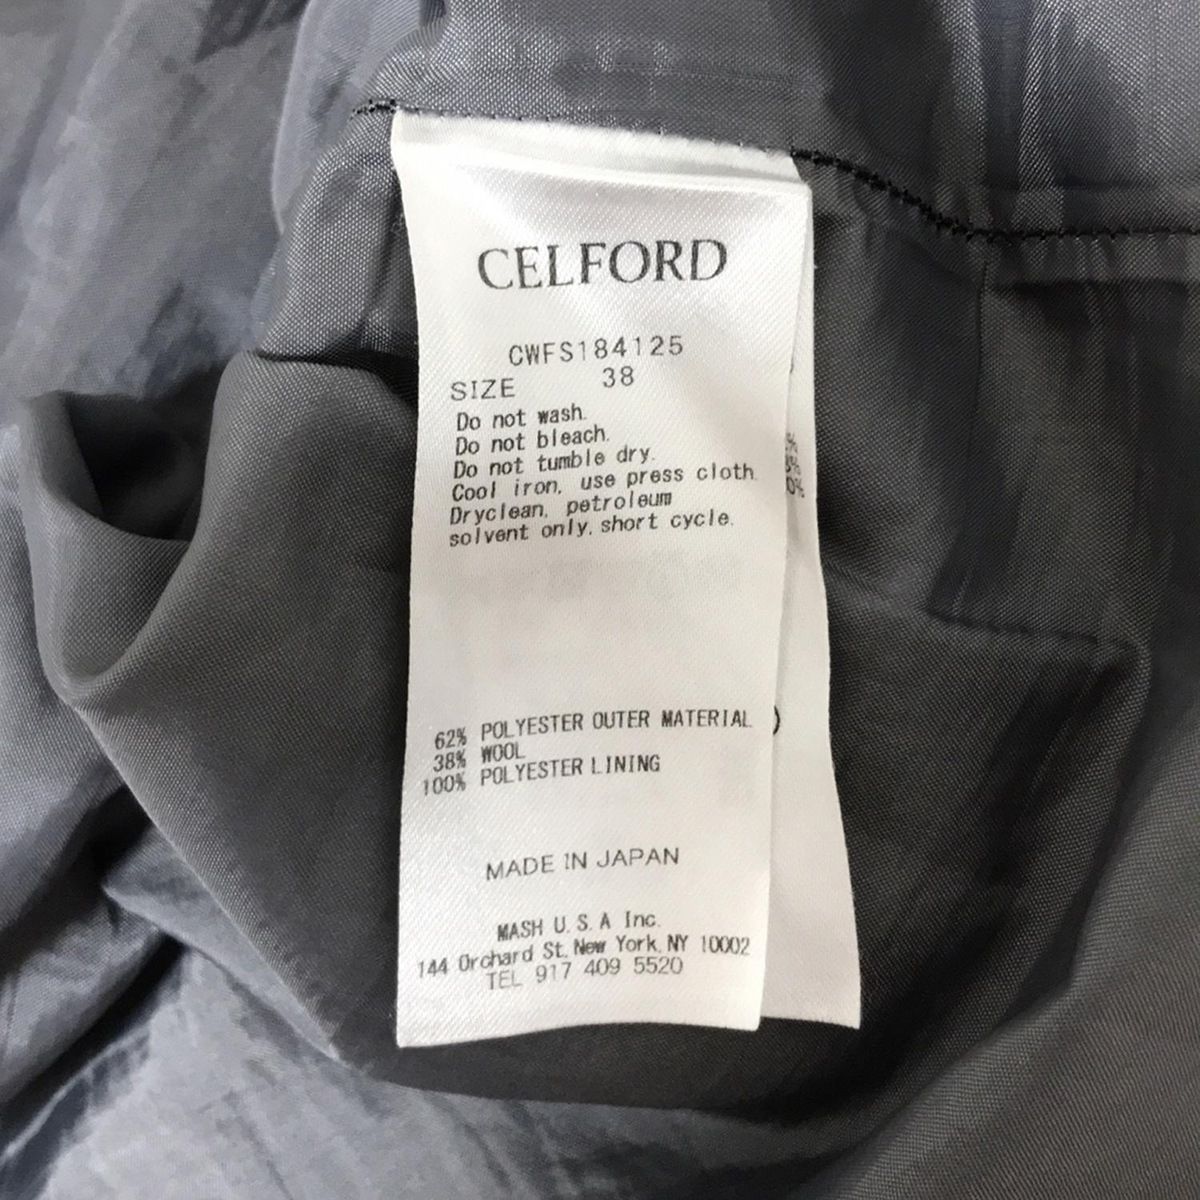 CELFORD
CWFS184125
SIZE 38
Do not wash.
Do not bleach.
Do not tumble dry.
Cool iron, use press cloth.
Dryclean, petroleum
solvent only, short cycle.
62% POLYESTER OUTER MATERIAL
38% WOOL
100% POLYESTER LINING
MADE IN JAPAN
MASH U.S.A Inc.
144 Orchard St. New York, NY 10002
TEL 917 409 5520